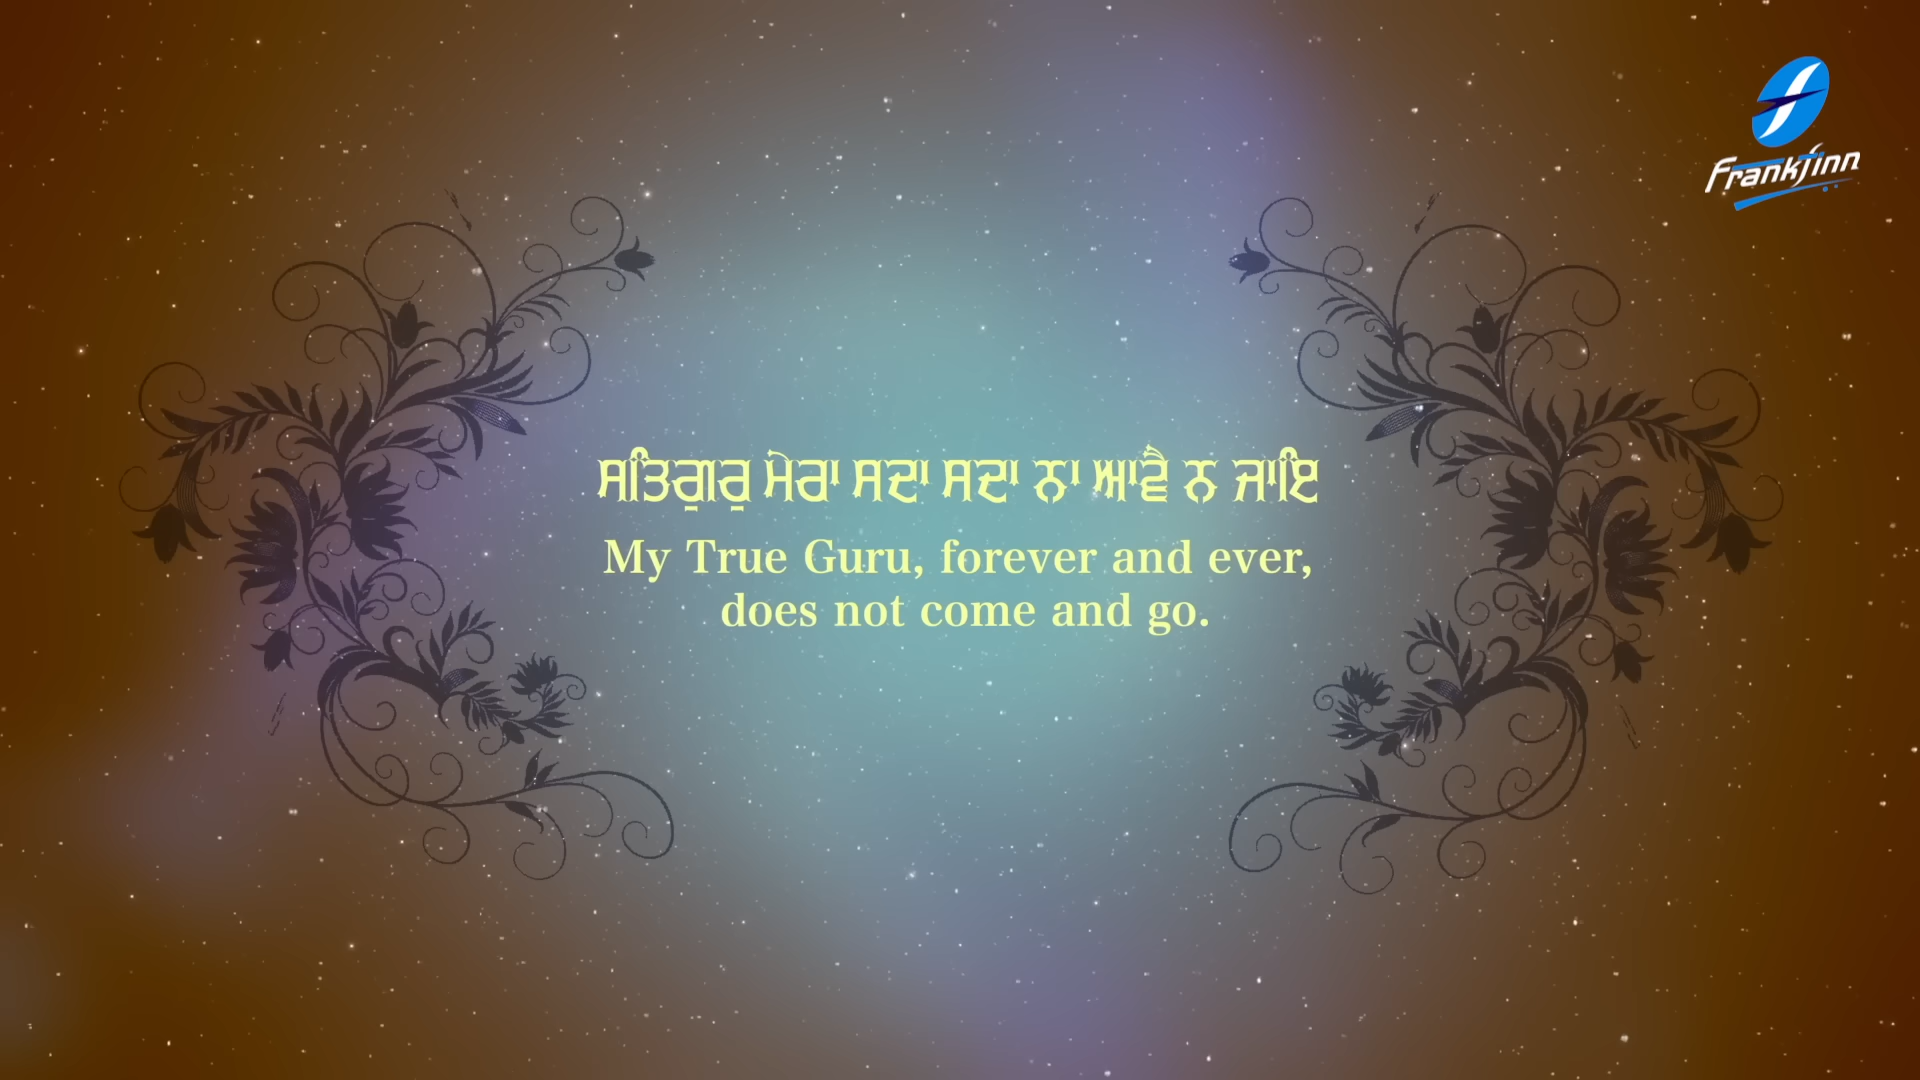 Frankfinn
ਸਤਿਗੁਰੁ ਮੇਰਾ ਸਦਾ ਸਦਾ ਨਾ ਆਵੈ ਨ ਜਾਇ
My True Guru, forever and ever,
does not come and go.